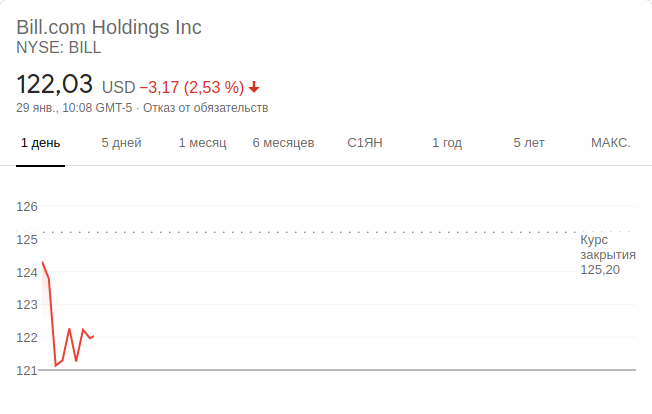 Bill.com Holdings Inc
NYSE: BILL
122,03 USD −3,17 (2,53 %)
29 янв., 10:08 GMT-5 · Отказ от обязательств
1 день 5 дней 1 месяц 6 месяцев С1ЯН 1 год 5 лет МАКС.
126
125
Курс
закрытия
125,20
124
123
122
121